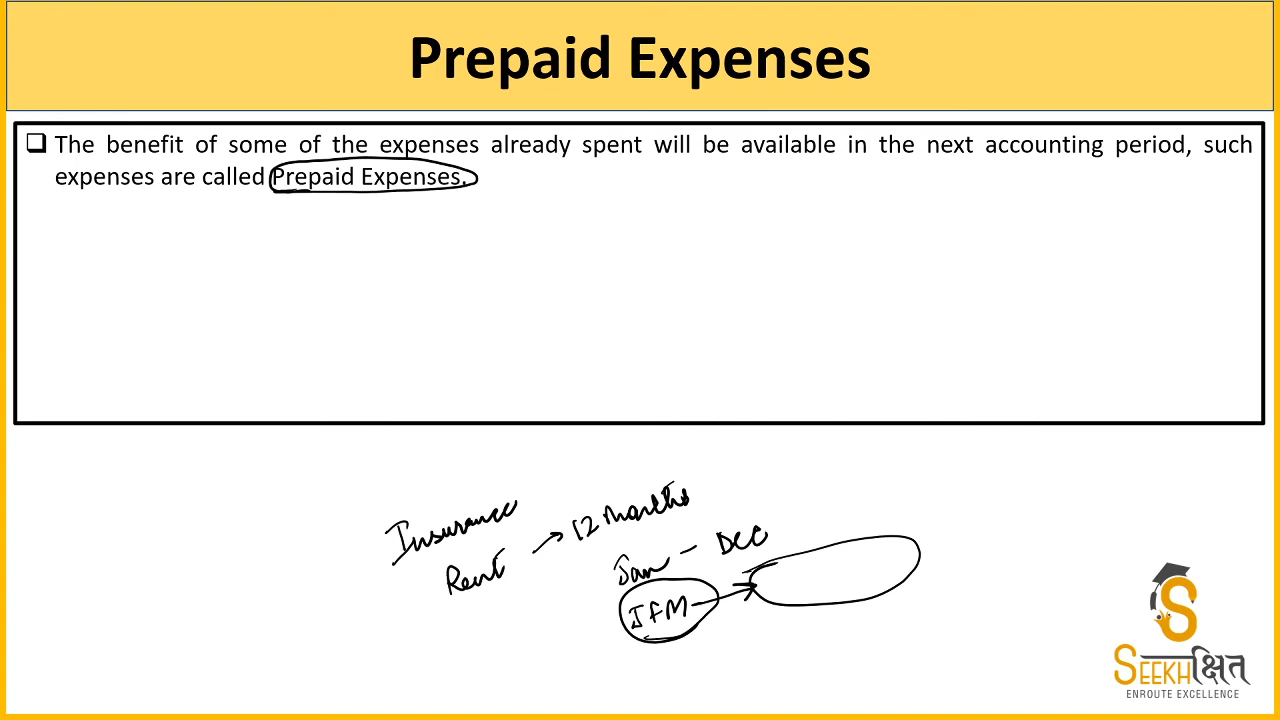 Prepaid Expenses
❑ The benefit of some of the expenses already spent will be available in the next accounting period, such
expenses are called Prepaid Expenses.
Insurance
Rent → 12 Months
Jan - Dec
JFM
S
SEEKHक्षित
ENROUTE EXCELLENCE